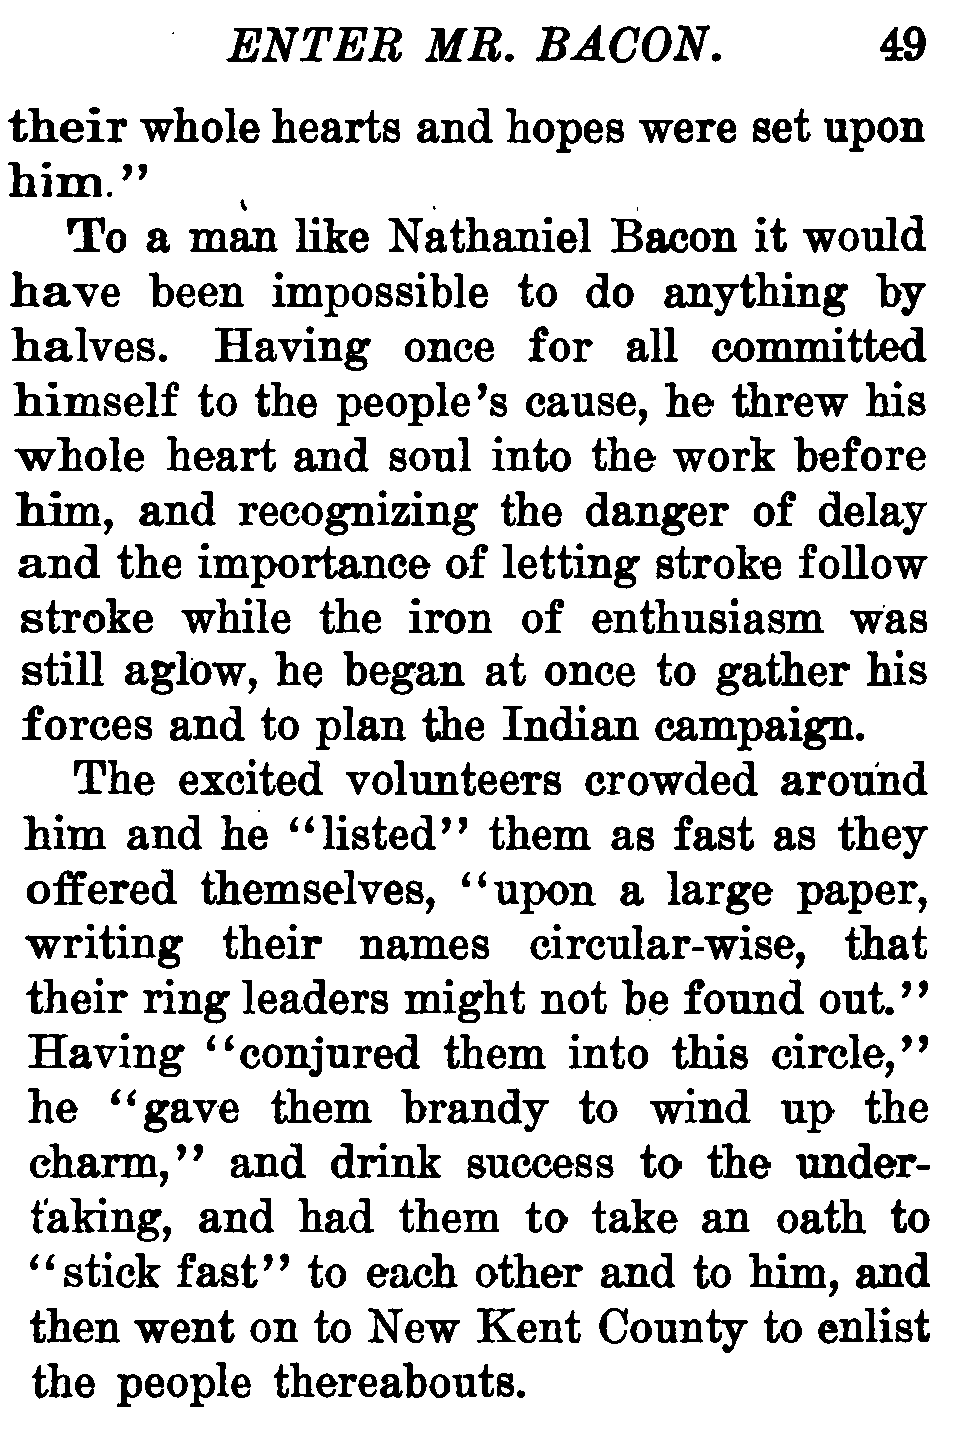 ENTER MR. BACON. 49
their whole hearts and hopes were set upon
him."
To a man like Nathaniel Bacon it would
have been impossible to do anything by
halves. Having once for all committed
himself to the people's cause, he threw his
whole heart and soul into the work before
him, and recognizing the danger of delay
and the importance of letting stroke follow
stroke while the iron of enthusiasm was
still aglow, he began at once to gather his
forces and to plan the Indian campaign.
The excited volunteers crowded around
him and he "listed" them as fast as they
offered themselves, "upon a large paper,
writing their names circular-wise, that
their ring leaders might not be found out."
Having "conjured them into this circle,"
he "gave them brandy to wind up the
charm," and drink success to the under-
taking, and had them to take an oath to
"stick fast" to each other and to him, and
then went on to New Kent County to enlist
the people thereabouts.